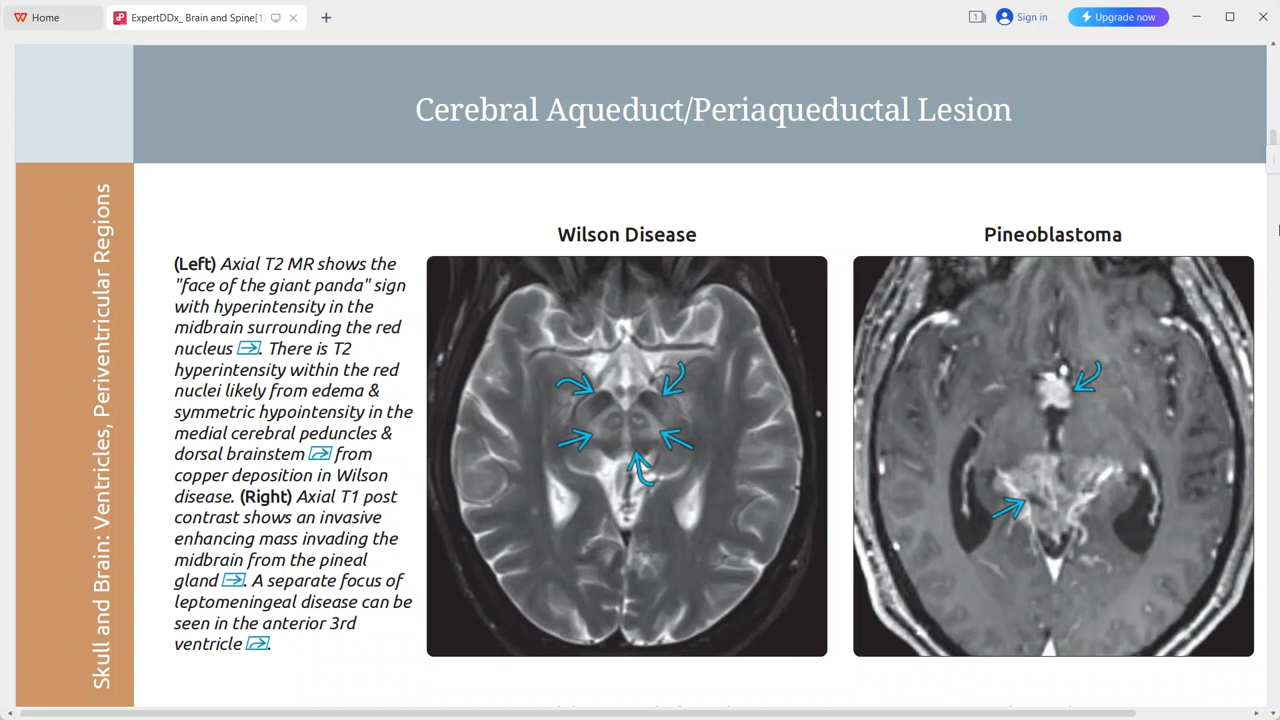 Home
ExpertDDx_ Brain and Spine[1]
1
Sign in
Upgrade now
Cerebral Aqueduct/Periaqueductal Lesion
Skull and Brain: Ventricles, Periventricular Regions
Wilson Disease
Pineoblastoma
(Left) Axial T2 MR shows the
"face of the giant panda" sign
with hyperintensity in the
midbrain surrounding the red
nucleus . There is T2
hyperintensity within the red
nuclei likely from edema &
symmetric hypointensity in the
medial cerebral peduncles &
dorsal brainstem from
copper deposition in Wilson
disease. (Right) Axial T1 post
contrast shows an invasive
enhancing mass invading the
midbrain from the pineal
gland . A separate focus of
leptomeningeal disease can be
seen in the anterior 3rd
ventricle .